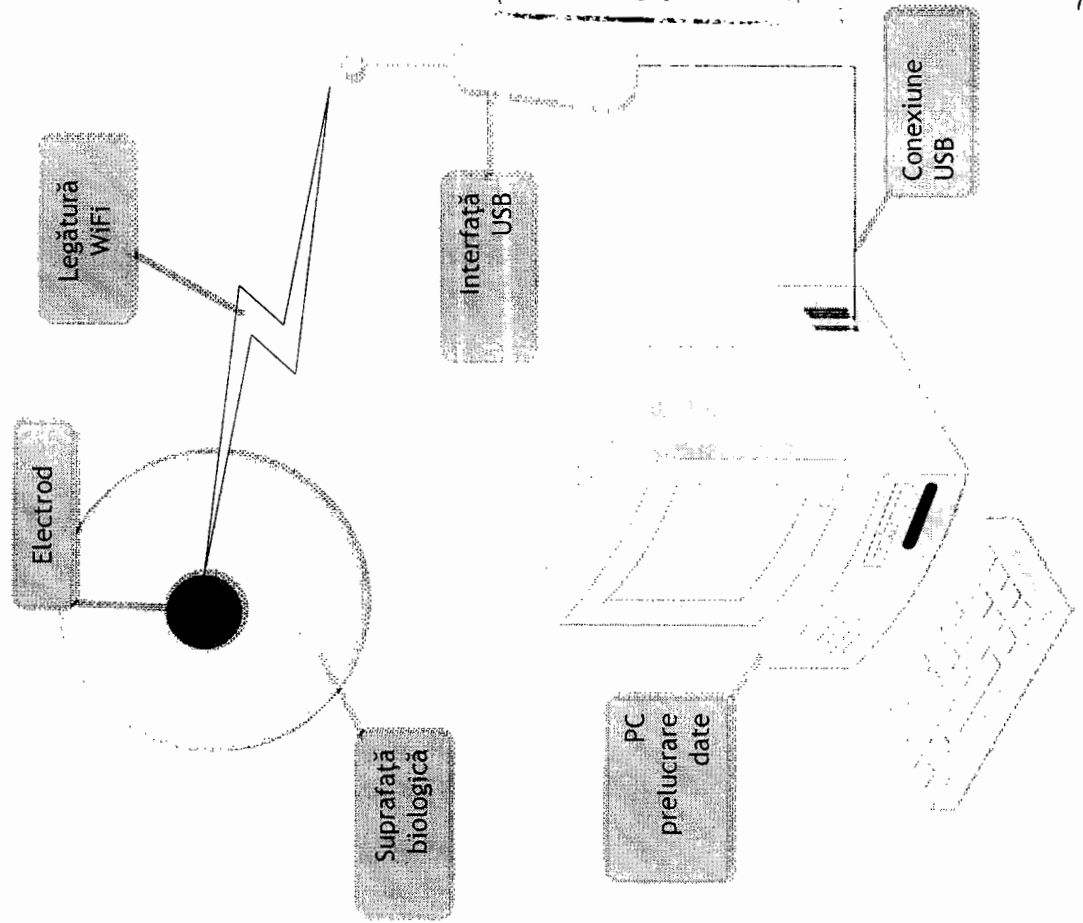 Electrod
Legătură
WiFi
Suprafață
biologică
Interfață
USB
PC
prelucrare
date
Conexiune
USB